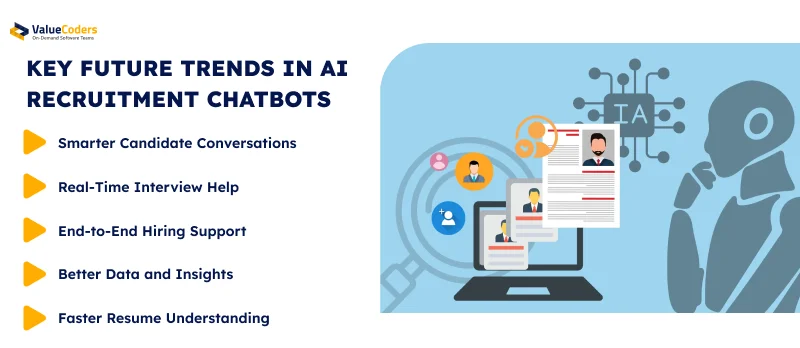 ValueCoders
On-Demand Software Teams
KEY FUTURE TRENDS IN AI
RECRUITMENT CHATBOTS
Smarter Candidate Conversations
Real-Time Interview Help
End-to-End Hiring Support
Better Data and Insights
Faster Resume Understanding
IA